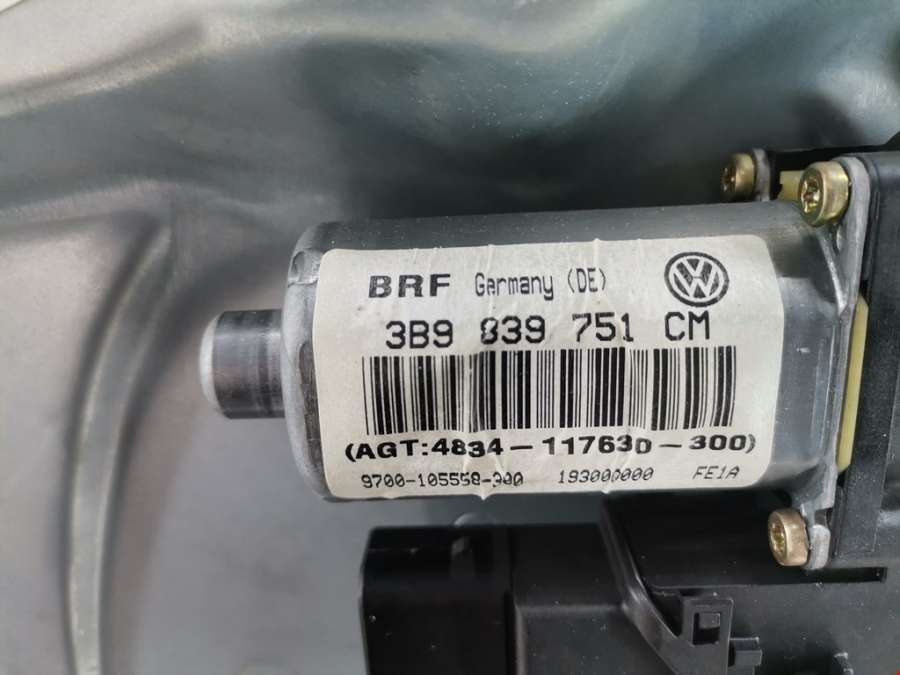 BRF Germany (DE)
3B9 839 751 CM
(AGT:4834-117630-300)
9700-105558-300 193000000 FE1A